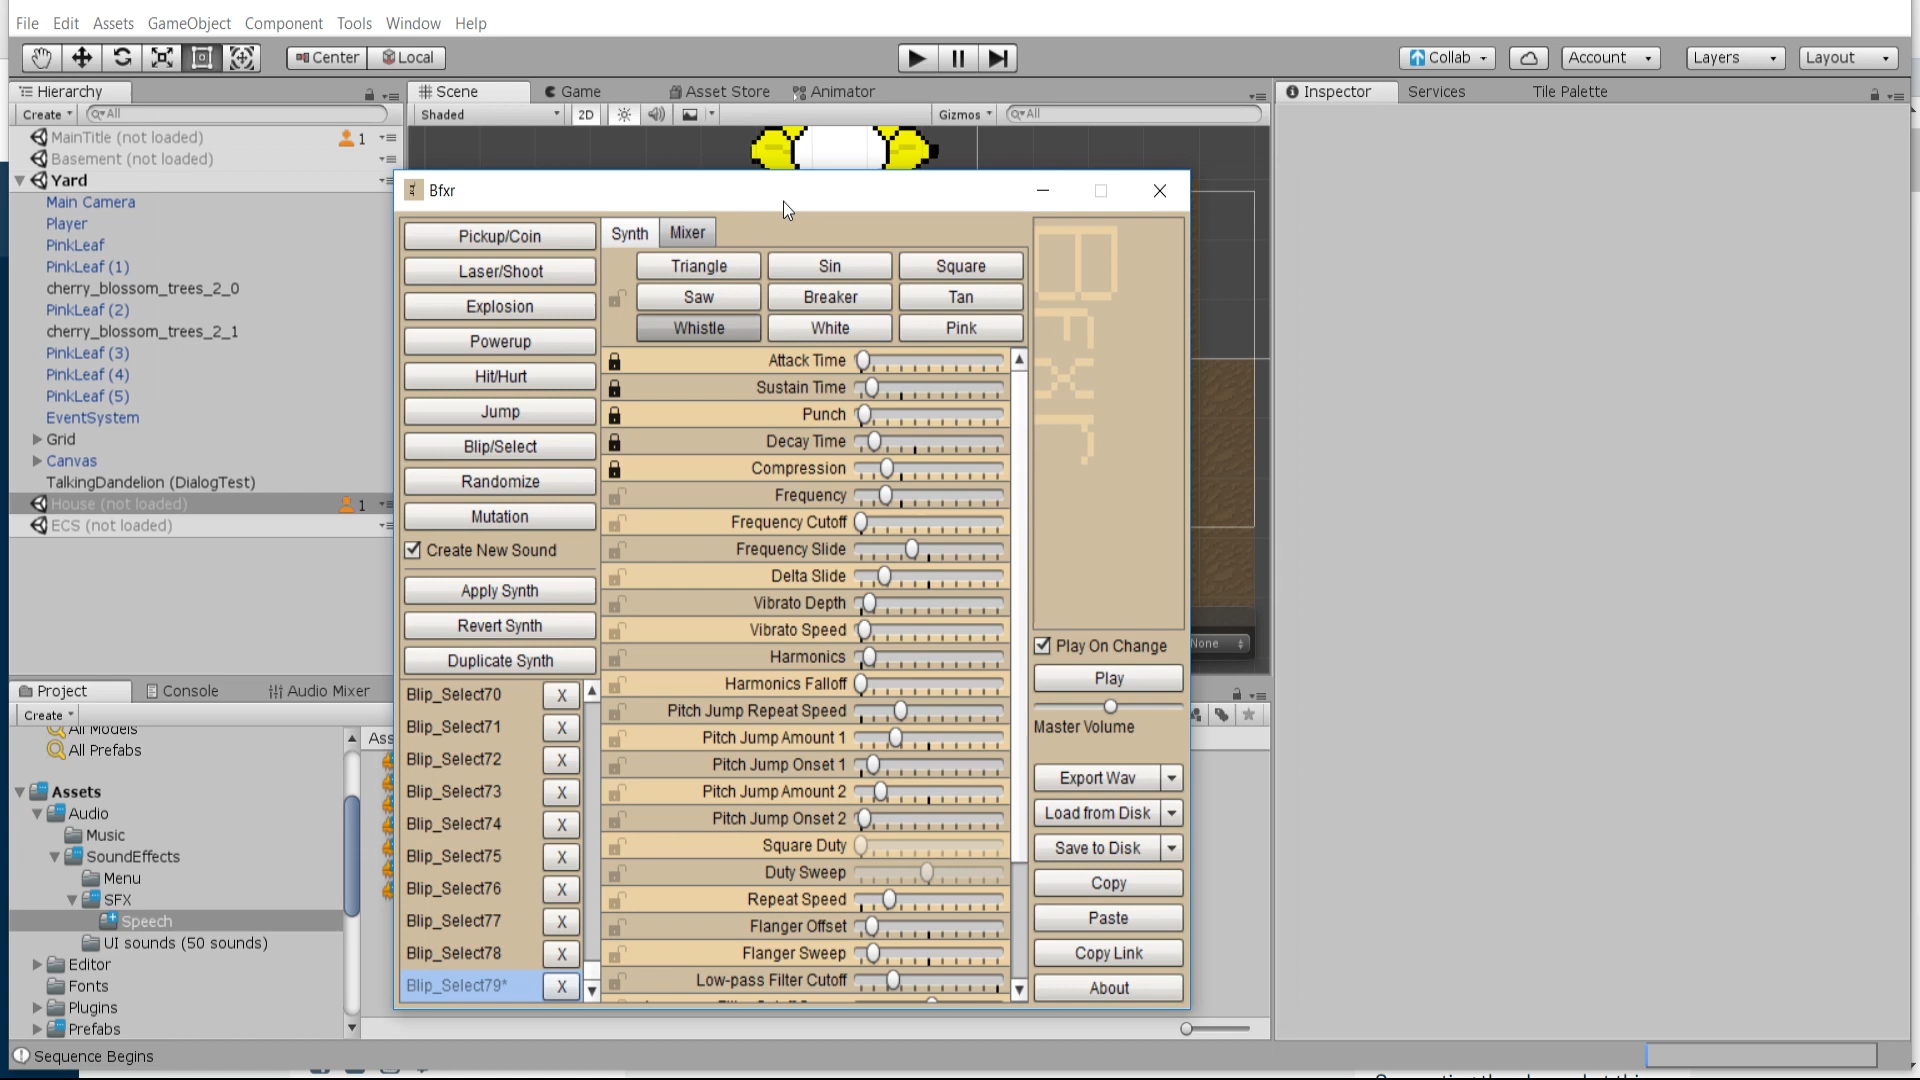 File Edit Assets GameObject Component Tools Window Help
Center Local Collab Account Layers Layout
Hierarchy Scene Game Asset Store Animator Inspector Services Tile Palette
Create All Shaded 2D Gizmos All
MainTitle (not loaded) 1
Basement (not loaded)
Yard
Main Camera
Player
PinkLeaf
PinkLeaf (1)
cherry_blossom_trees_2_0
PinkLeaf (2)
cherry_blossom_trees_2_1
PinkLeaf (3)
PinkLeaf (4)
PinkLeaf (5)
EventSystem
Grid
Canvas
TalkingDandelion (DialogTest)
House (not loaded) 1
ECS (not loaded)
Project Console Audio Mixer
Create
All Models
All Prefabs
Assets
Audio
Music
SoundEffects
Menu
SFX
Speech
UI sounds (50 sounds)
Editor
Fonts
Plugins
Prefabs
Sequence Begins
Bfxr
Pickup/Coin
Laser/Shoot
Explosion
Powerup
Hit/Hurt
Jump
Blip/Select
Randomize
Mutation
Create New Sound
Apply Synth
Revert Synth
Duplicate Synth
Blip_Select70 X
Blip_Select71 X
Blip_Select72 X
Blip_Select73 X
Blip_Select74 X
Blip_Select75 X
Blip_Select76 X
Blip_Select77 X
Blip_Select78 X
Blip_Select79* X
Synth Mixer
Triangle Sin Square
Saw Breaker Tan
Whistle White Pink
Attack Time
Sustain Time
Punch
Decay Time
Compression
Frequency
Frequency Cutoff
Frequency Slide
Delta Slide
Vibrato Depth
Vibrato Speed
Harmonics
Harmonics Falloff
Pitch Jump Repeat Speed
Pitch Jump Amount 1
Pitch Jump Onset 1
Pitch Jump Amount 2
Pitch Jump Onset 2
Square Duty
Duty Sweep
Repeat Speed
Flanger Offset
Flanger Sweep
Low-pass Filter Cutoff
Bfxr
None
Play On Change
Play
Master Volume
Export Wav
Load from Disk
Save to Disk
Copy
Paste
Copy Link
About